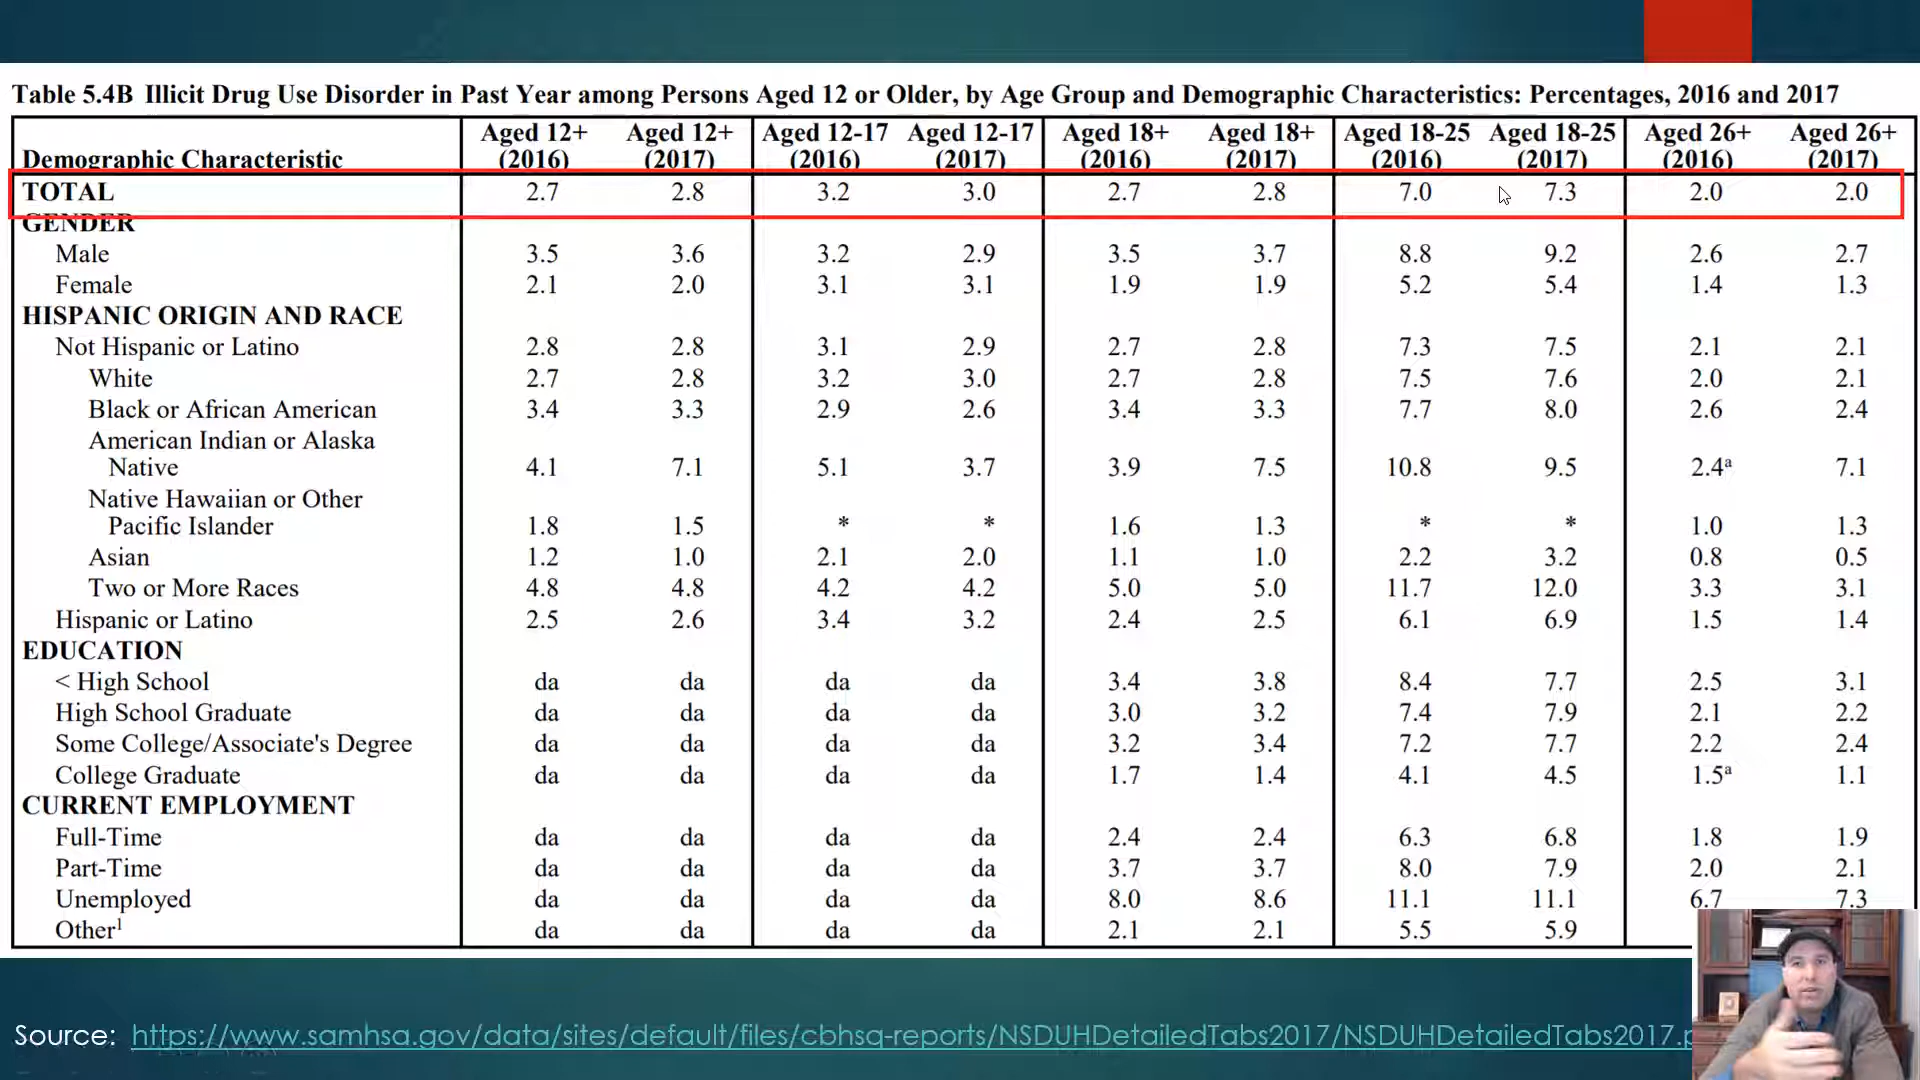 Table 5.4B Illicit Drug Use Disorder in Past Year among Persons Aged 12 or Older, by Age Group and Demographic Characteristics: Percentages, 2016 and 2017
Demographic Characteristic Aged 12+ (2016) Aged 12+ (2017) Aged 12-17 (2016) Aged 12-17 (2017) Aged 18+ (2016) Aged 18+ (2017) Aged 18-25 (2016) Aged 18-25 (2017) Aged 26+ (2016) Aged 26+ (2017)
TOTAL 2.7 2.8 3.2 3.0 2.7 2.8 7.0 7.3 2.0 2.0
GENDER
Male 3.5 3.6 3.2 2.9 3.5 3.7 8.8 9.2 2.6 2.7
Female 2.1 2.0 3.1 3.1 1.9 1.9 5.2 5.4 1.4 1.3
HISPANIC ORIGIN AND RACE
Not Hispanic or Latino 2.8 2.8 3.1 2.9 2.7 2.8 7.3 7.5 2.1 2.1
White 2.7 2.8 3.2 3.0 2.7 2.8 7.5 7.6 2.0 2.1
Black or African American 3.4 3.3 2.9 2.6 3.4 3.3 7.7 8.0 2.6 2.4
American Indian or Alaska
Native 4.1 7.1 5.1 3.7 3.9 7.5 10.8 9.5 2.4ª 7.1
Native Hawaiian or Other
Pacific Islander 1.8 1.5 * * 1.6 1.3 * * 1.0 1.3
Asian 1.2 1.0 2.1 2.0 1.1 1.0 2.2 3.2 0.8 0.5
Two or More Races 4.8 4.8 4.2 4.2 5.0 5.0 11.7 12.0 3.3 3.1
Hispanic or Latino 2.5 2.6 3.4 3.2 2.4 2.5 6.1 6.9 1.5 1.4
EDUCATION
< High School da da da da 3.4 3.8 8.4 7.7 2.5 3.1
High School Graduate da da da da 3.0 3.2 7.4 7.9 2.1 2.2
Some College/Associate's Degree da da da da 3.2 3.4 7.2 7.7 2.2 2.4
College Graduate da da da da 1.7 1.4 4.1 4.5 1.5ª 1.1
CURRENT EMPLOYMENT
Full-Time da da da da 2.4 2.4 6.3 6.8 1.8 1.9
Part-Time da da da da 3.7 3.7 8.0 7.9 2.0 2.1
Unemployed da da da da 8.0 8.6 11.1 11.1 6.7 7.3
Other¹ da da da da 2.1 2.1 5.5 5.9
Source: https://www.samhsa.gov/data/sites/default/files/cbhsq-reports/NSDUHDetailedTabs2017/NSDUHDetailedTabs2017.p